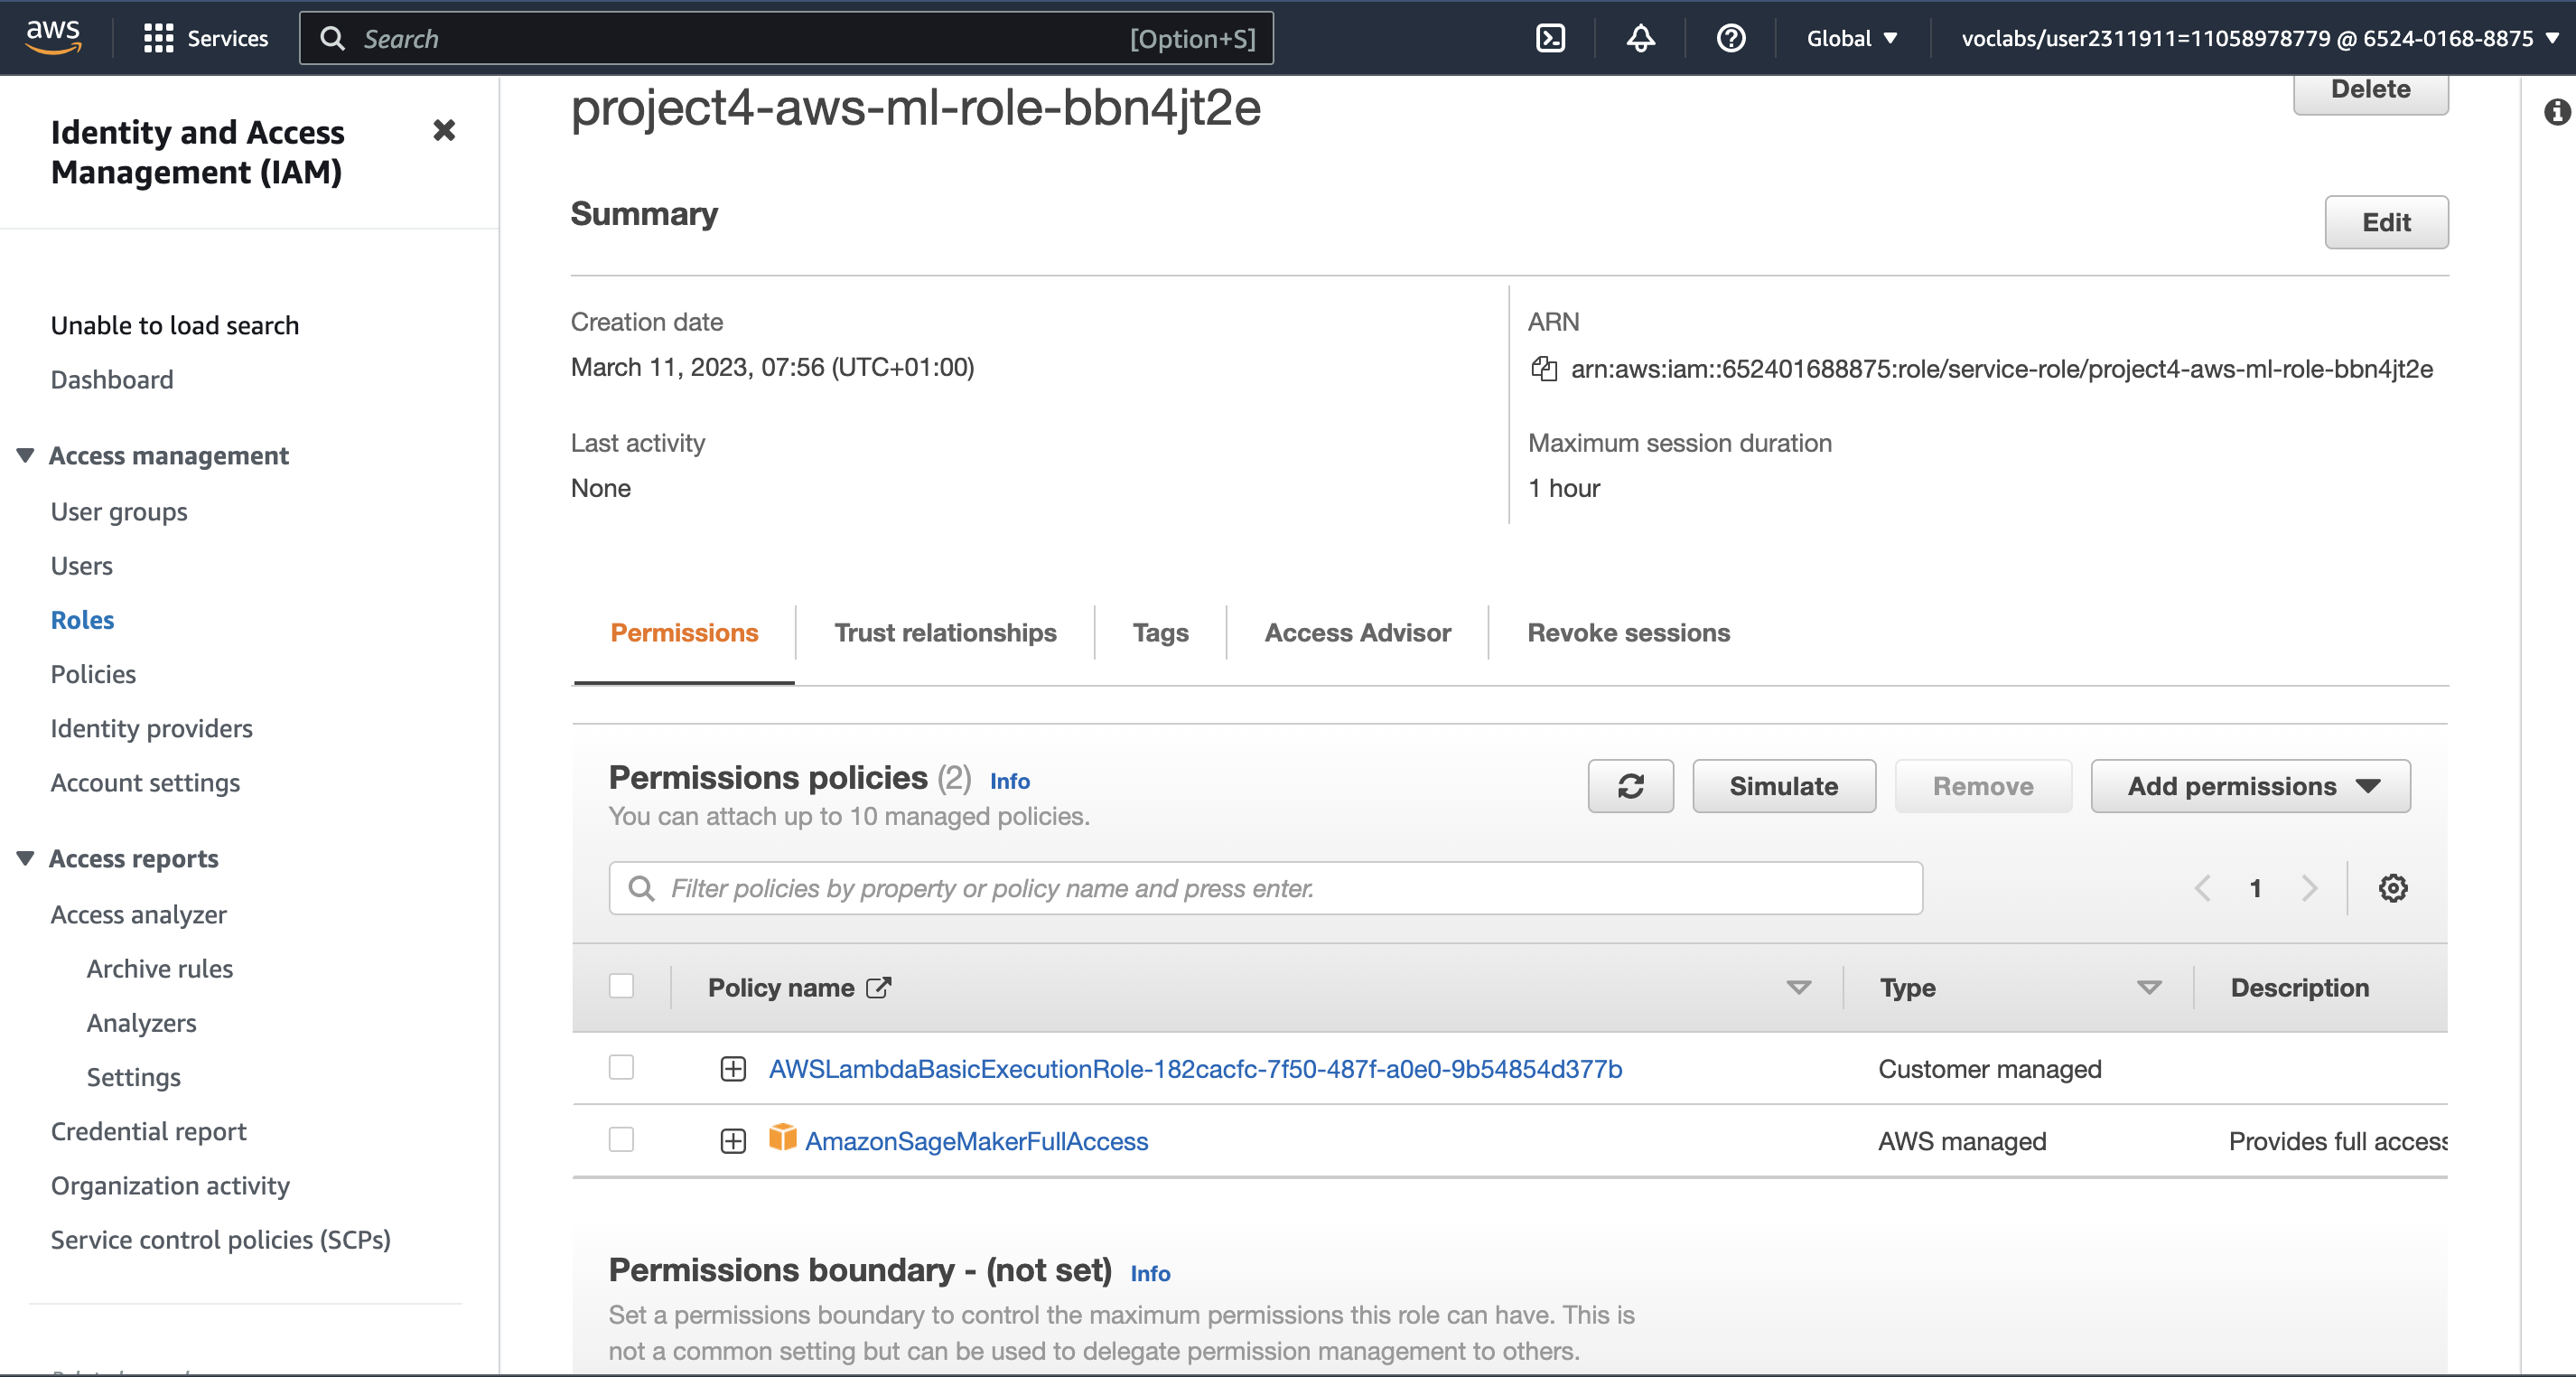 aws
Services
Search
[Option+S]
Global
voclabs/user2311911=11058978779 @ 6524-0168-8875
Identity and Access
Management (IAM)
Unable to load search
Dashboard
Access management
User groups
Users
Roles
Policies
Identity providers
Account settings
Access reports
Access analyzer
Archive rules
Analyzers
Settings
Credential report
Organization activity
Service control policies (SCPs)
project4-aws-ml-role-bbn4jt2e
Delete
Summary
Edit
Creation date
March 11, 2023, 07:56 (UTC+01:00)
ARN
arn:aws:iam::652401688875:role/service-role/project4-aws-ml-role-bbn4jt2e
Last activity
None
Maximum session duration
1 hour
Permissions
Trust relationships
Tags
Access Advisor
Revoke sessions
Permissions policies (2) Info
You can attach up to 10 managed policies.
Simulate
Remove
Add permissions
Filter policies by property or policy name and press enter.
1
Policy name
Type
Description
AWSLambdaBasicExecutionRole-182cacfc-7f50-487f-a0e0-9b54854d377b
Customer managed
AmazonSageMakerFullAccess
AWS managed
Provides full access
Permissions boundary - (not set) Info
Set a permissions boundary to control the maximum permissions this role can have. This is
not a common setting but can be used to delegate permission management to others.